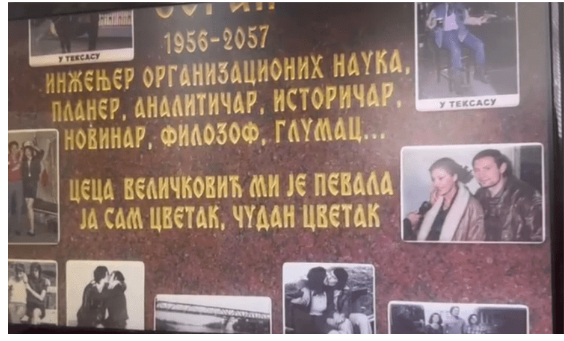 1956-2057
У ТЕКСАСУ
ИНЖЕЊЕР ОРГАНИЗАЦИОНИХ НАУКА,
ПЛАНЕР, АНАЛИТИЧАР, ИСТОРИЧАР,
У ТЕКСАСУ
НОВИНАР, ФИЛОЗОФ, ГЛУМАЦ...
ЦЕЦА ВЕЛИЧКОВИЋ МИ ЈЕ ПЕВАЛА
ЈА САМ ЦВЕТАК, ЧУДАН ЦВЕТАК